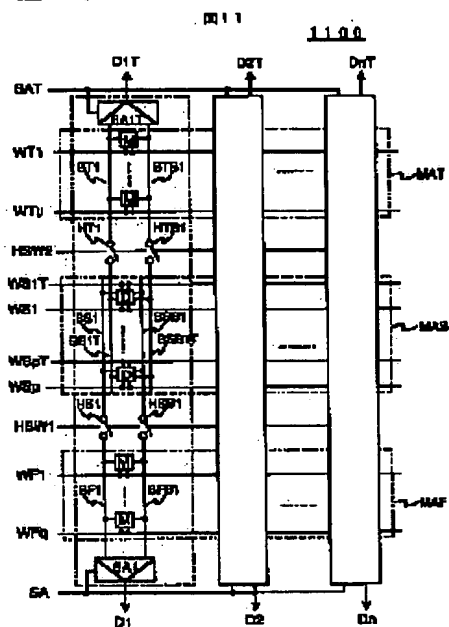 図11
1100
D1T D2T DnT
SAT
SA1T
M
WT1
BT1 BTB1
MAT
M
HT1 HTB1
HSW2
WS1T
M
WS1
BS1 BSB1
MAS
BS1T BSB1T
WSpT
D
WSp
HS1 HSB1
HSW1
M
WF1
BF1 BFB1
MAF
M
WFq
SA1
SA
D1 D2 Dn